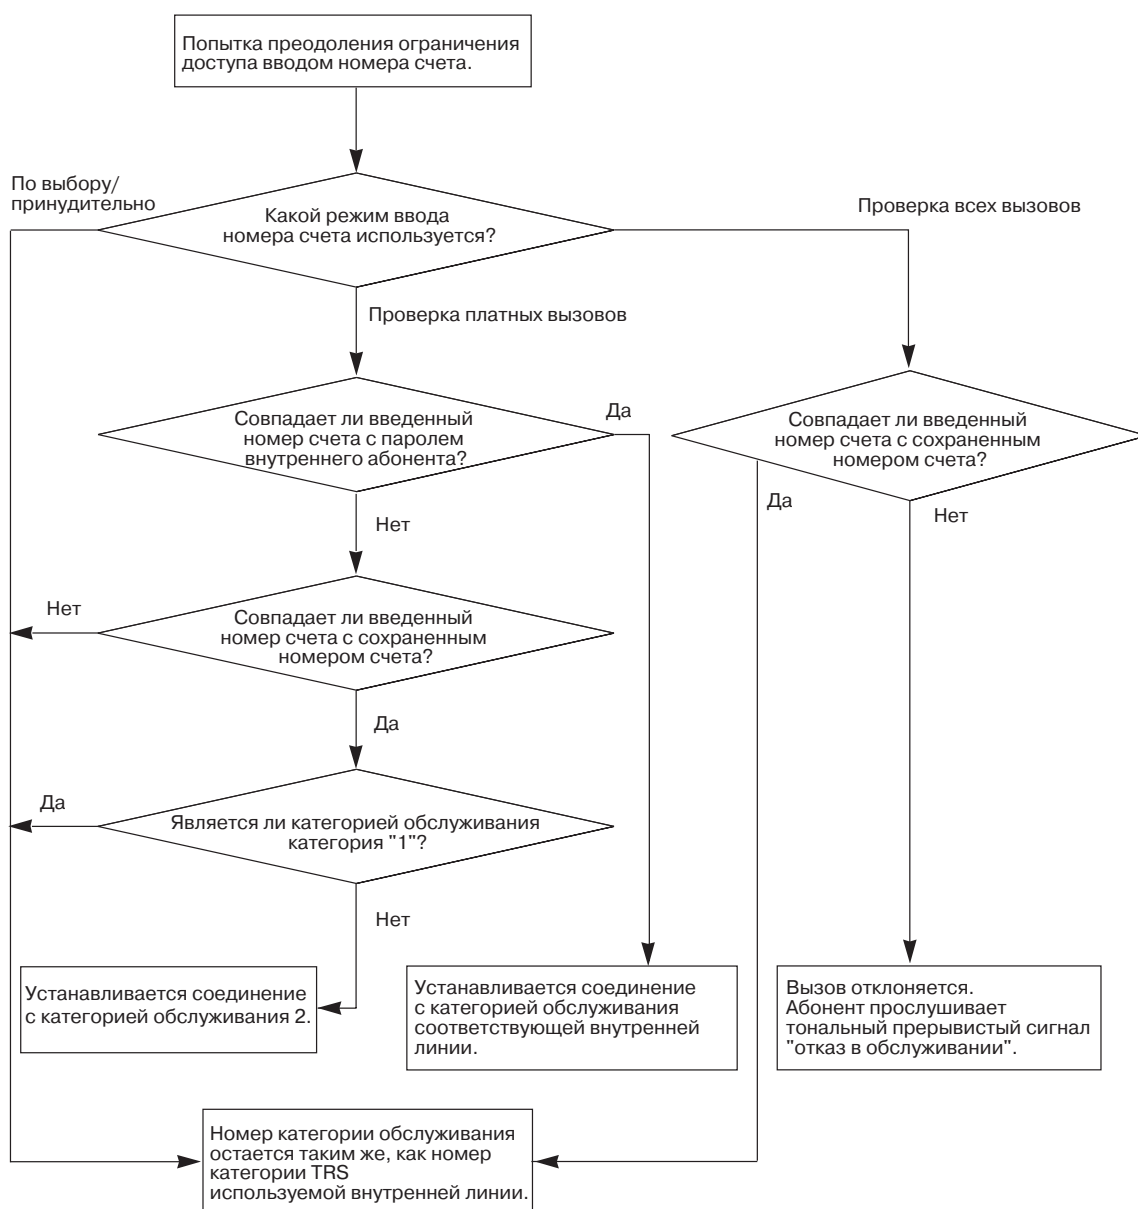 Попытка преодоления ограничения
доступа вводом номера счета.
По выбору/
принудительно
Какой режим ввода
номера счета используется?
Проверка всех вызовов
Проверка платных вызовов
Совпадает ли введенный
номер счета с паролем
внутреннего абонента?
Да
Совпадает ли введенный
номер счета с сохраненным
номером счета?
Да
Нет
Нет
Нет
Совпадает ли введенный
номер счета с сохраненным
номером счета?
Да
Да
Является ли категорией обслуживания
категория "1"?
Нет
Устанавливается соединение
с категорией обслуживания 2.
Устанавливается соединение
с категорией обслуживания
соответствующей внутренней
линии.
Вызов отклоняется.
Абонент прослушивает
тональный прерывистый сигнал
"отказ в обслуживании".
Номер категории обслуживания
остается таким же, как номер
категории TRS
используемой внутренней линии.